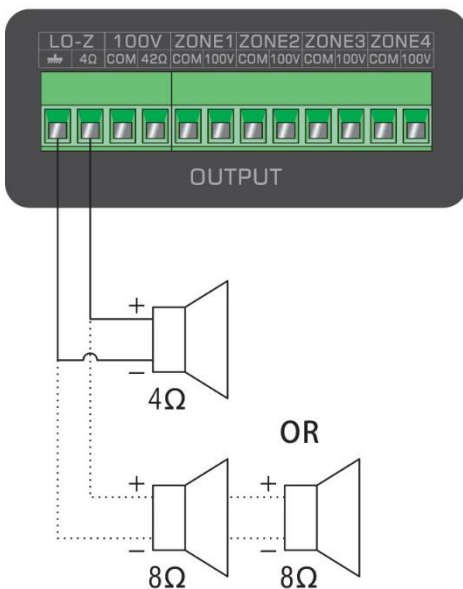 LO-Z 100V ZONE1 ZONE2 ZONE3 ZONE4
4Ω COM 42Ω COM 100V COM 100V COM 100V COM 100V
OUTPUT
+
−
4Ω
OR
+ +
− −
8Ω 8Ω